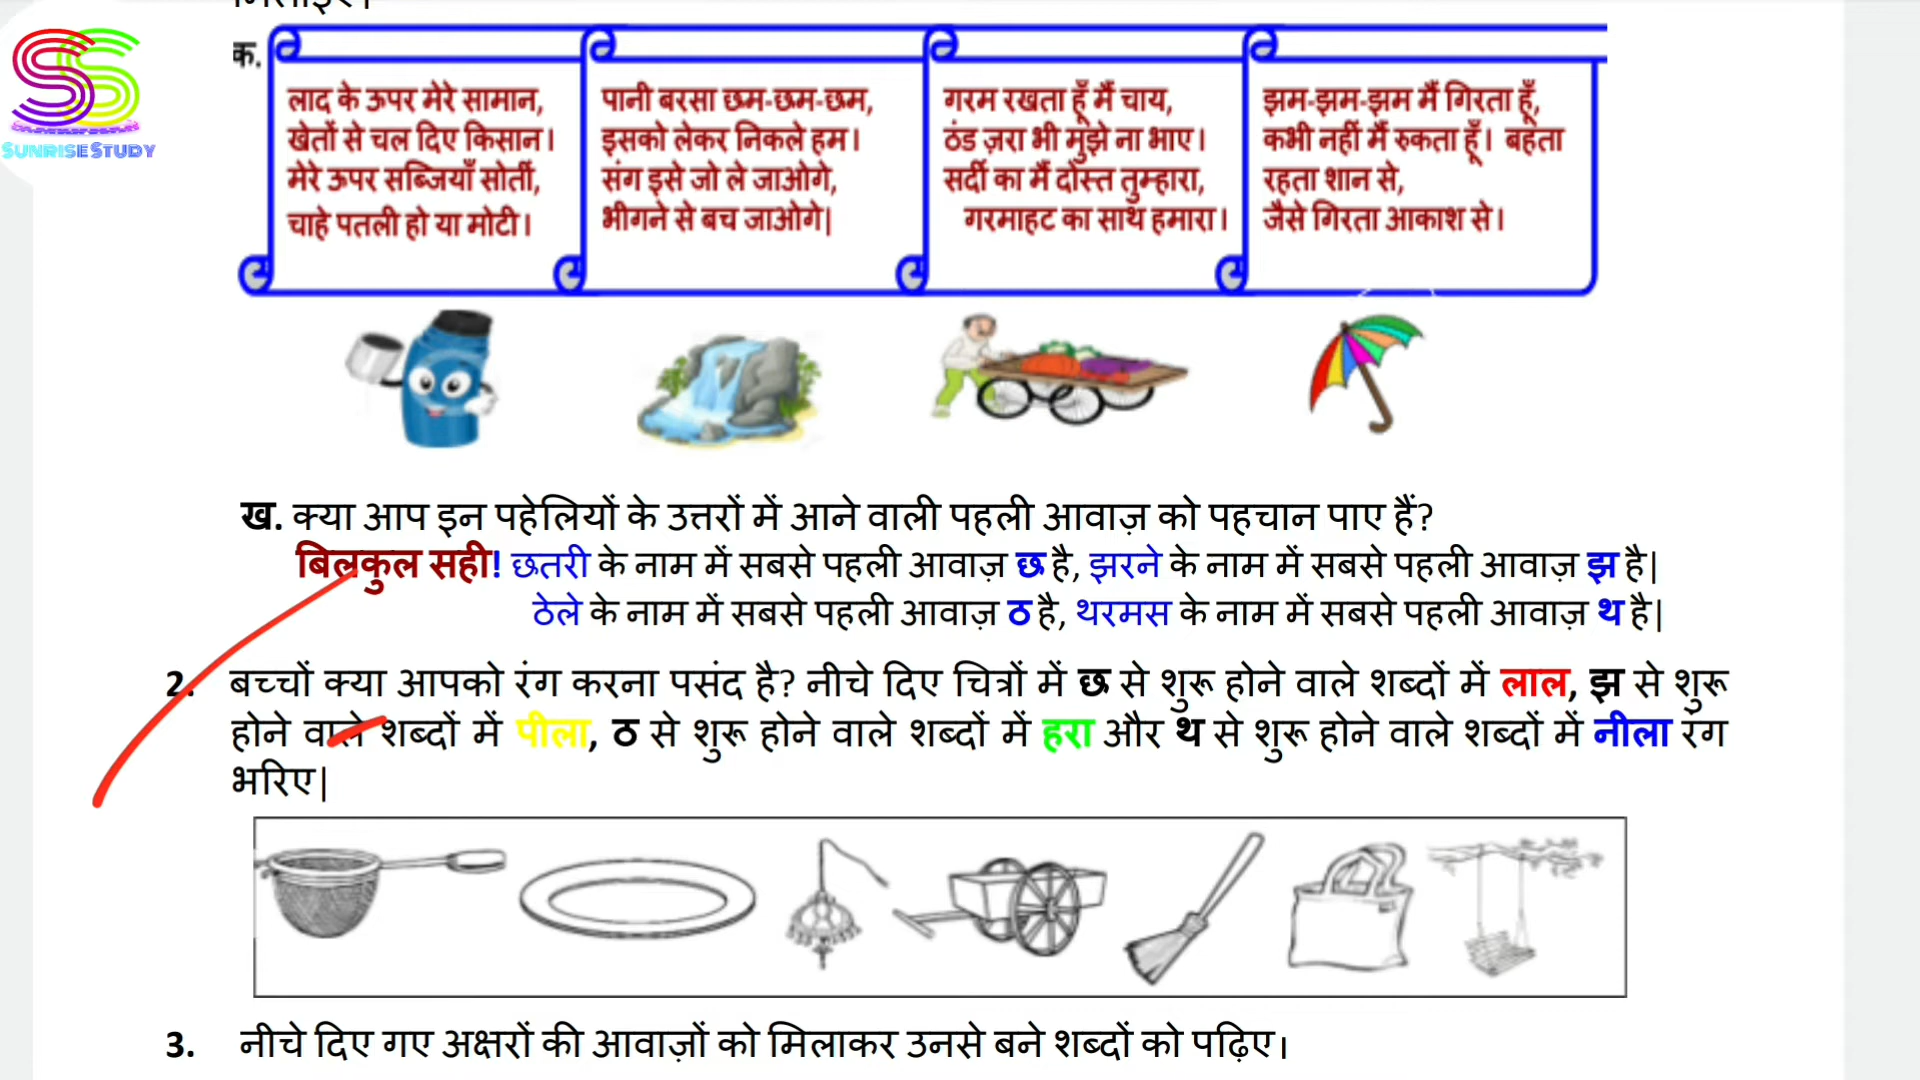 SUNRISE STUDY
क.
लाद के ऊपर मेरे सामान,
खेतों से चल दिए किसान।
मेरे ऊपर सब्जियाँ सोतीं,
चाहे पतली हो या मोटी।
पानी बरसा छम-छम-छम,
इसको लेकर निकले हम।
संग इसे जो ले जाओगे,
भीगने से बच जाओगे|
गरम रखता हूँ मैं चाय,
ठंड ज़रा भी मुझे ना भाए।
सर्दी का मैं दोस्त तुम्हारा,
गरमाहट का साथ हमारा।
झम-झम-झम मैं गिरता हूँ,
कभी नहीं मैं रुकता हूँ। बहता
रहता शान से,
जैसे गिरता आकाश से।
ख. क्या आप इन पहेलियों के उत्तरों में आने वाली पहली आवाज़ को पहचान पाए हैं?
बिलकुल सही! छतरी के नाम में सबसे पहली आवाज़ छ है, झरने के नाम में सबसे पहली आवाज़ झ है|
ठेले के नाम में सबसे पहली आवाज़ ठ है, थरमस के नाम में सबसे पहली आवाज़ थ है|
2. बच्चों क्या आपको रंग करना पसंद है? नीचे दिए चित्रों में छ से शुरू होने वाले शब्दों में लाल, झ से शुरू
होने वाले शब्दों में पीला, ठ से शुरू होने वाले शब्दों में हरा और थ से शुरू होने वाले शब्दों में नीला रंग
भरिए|
3. नीचे दिए गए अक्षरों की आवाज़ों को मिलाकर उनसे बने शब्दों को पढ़िए।